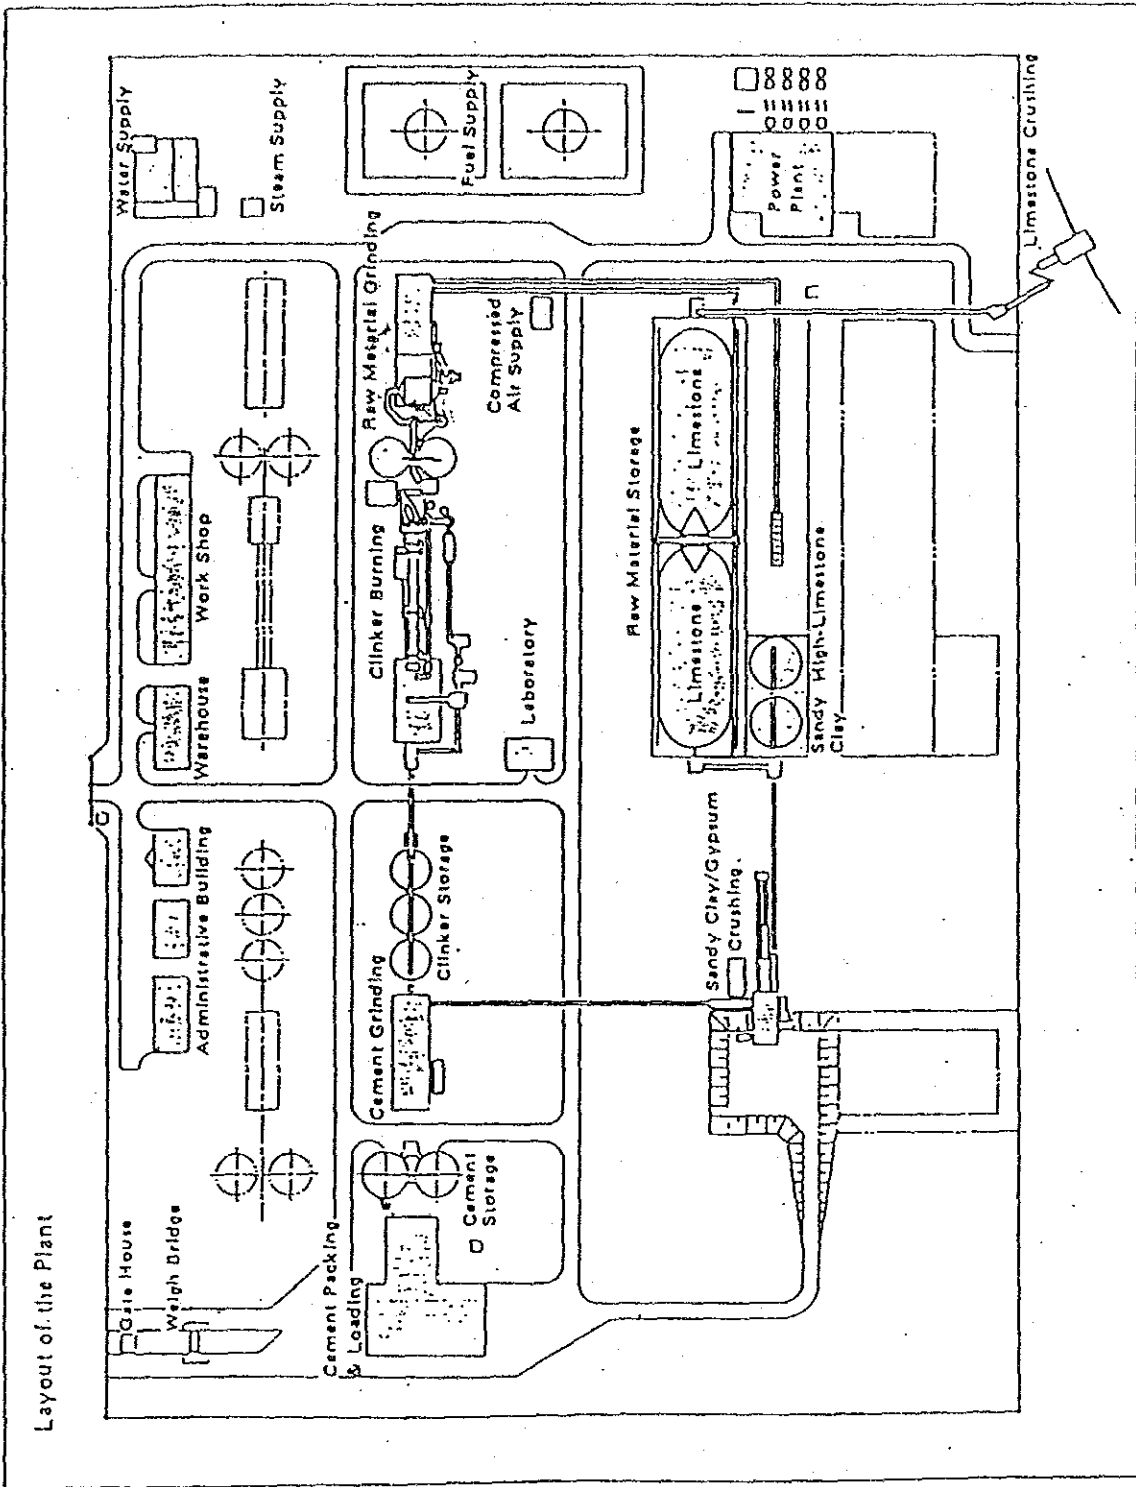 Layout of the Plant
Gate House
Weigh Bridge
Administrative Building
Warehouse
Work Shop
Water Supply
Steam Supply
Cement Packing
& Loading
Cement
Storage
Cement Grinding
Clinker Storage
Clinker Burning
Raw Material Grinding
Fuel Supply
Laboratory
Compressed
Air Supply
Sandy Clay/Gypsum
Crushing
Raw Material Storage
Limestone
Limestone
Sandy
Clay
High-Limestone
Power
Plant
Limestone Crushing